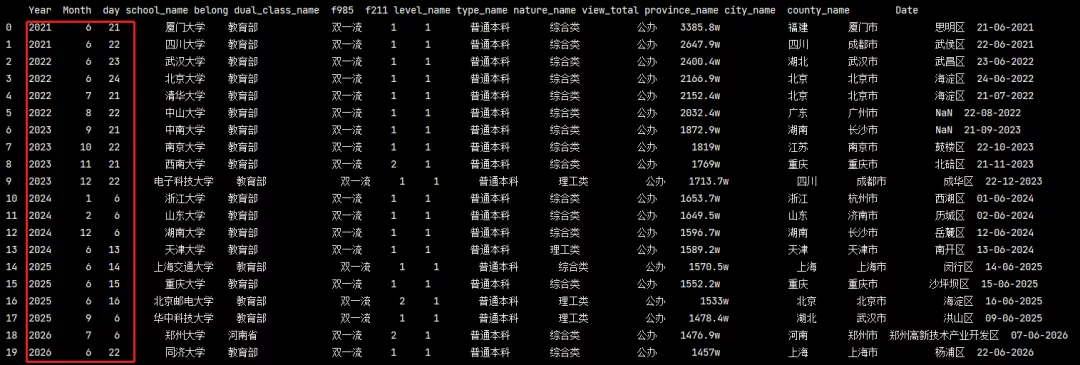 Year Month day school_name belong dual_class_name f985 f211 level_name type_name nature_name view_total province_name city_name county_name Date
0 2021 6 21 厦门大学 教育部 双一流 1 1 普通本科 综合类 公办 3385.8w 福建 厦门市 思明区 21-06-2021
1 2021 6 22 四川大学 教育部 双一流 1 1 普通本科 综合类 公办 2647.9w 四川 成都市 武侯区 22-06-2021
2 2022 6 23 武汉大学 教育部 双一流 1 1 普通本科 综合类 公办 2400.4w 湖北 武汉市 武昌区 23-06-2022
3 2022 6 24 北京大学 教育部 双一流 1 1 普通本科 综合类 公办 2166.9w 北京 北京市 海淀区 24-06-2022
4 2022 7 21 清华大学 教育部 双一流 1 1 普通本科 综合类 公办 2152.4w 北京 北京市 海淀区 21-07-2022
5 2022 8 22 中山大学 教育部 双一流 1 1 普通本科 综合类 公办 2032.4w 广东 广州市 NaN 22-08-2022
6 2023 9 21 中南大学 教育部 双一流 1 1 普通本科 综合类 公办 1872.9w 湖南 长沙市 NaN 21-09-2023
7 2023 10 22 南京大学 教育部 双一流 1 1 普通本科 综合类 公办 1819w 江苏 南京市 鼓楼区 22-10-2023
8 2023 11 21 西南大学 教育部 双一流 2 1 普通本科 综合类 公办 1769w 重庆 重庆市 北碚区 21-11-2023
9 2023 12 22 电子科技大学 教育部 双一流 1 1 普通本科 理工类 公办 1713.7w 四川 成都市 成华区 22-12-2023
10 2024 1 6 浙江大学 教育部 双一流 1 1 普通本科 综合类 公办 1653.7w 浙江 杭州市 西湖区 01-06-2024
11 2024 2 6 山东大学 教育部 双一流 1 1 普通本科 综合类 公办 1649.5w 山东 济南市 历城区 02-06-2024
12 2024 12 6 湖南大学 教育部 双一流 1 1 普通本科 综合类 公办 1596.7w 湖南 长沙市 岳麓区 12-06-2024
13 2024 6 13 天津大学 教育部 双一流 1 1 普通本科 理工类 公办 1589.2w 天津 天津市 南开区 13-06-2024
14 2025 6 14 上海交通大学 教育部 双一流 1 1 普通本科 综合类 公办 1570.5w 上海 上海市 闵行区 14-06-2025
15 2025 6 15 重庆大学 教育部 双一流 1 1 普通本科 综合类 公办 1552.2w 重庆 重庆市 沙坪坝区 15-06-2025
16 2025 6 16 北京邮电大学 教育部 双一流 2 1 普通本科 理工类 公办 1533w 北京 北京市 海淀区 16-06-2025
17 2025 9 6 华中科技大学 教育部 双一流 1 1 普通本科 理工类 公办 1478.4w 湖北 武汉市 洪山区 09-06-2025
18 2026 7 6 郑州大学 河南省 双一流 2 1 普通本科 综合类 公办 1476.9w 河南 郑州市 郑州高新技术产业开发区 07-06-2026
19 2026 6 22 同济大学 教育部 双一流 1 1 普通本科 综合类 公办 1457w 上海 上海市 杨浦区 22-06-2026